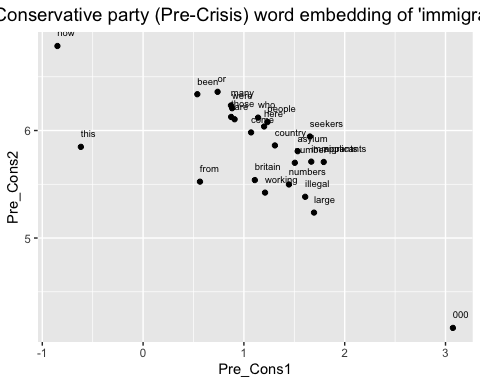 Conservative party (Pre-Crisis) word embedding of 'immigra
now
been or
many
were
those who
are people
here
come
seekers
this country
asylum
from britain
numbers
working
illegal
large
000
6
5
Pre_Cons2
-1 0 1 2 3
Pre_Cons1